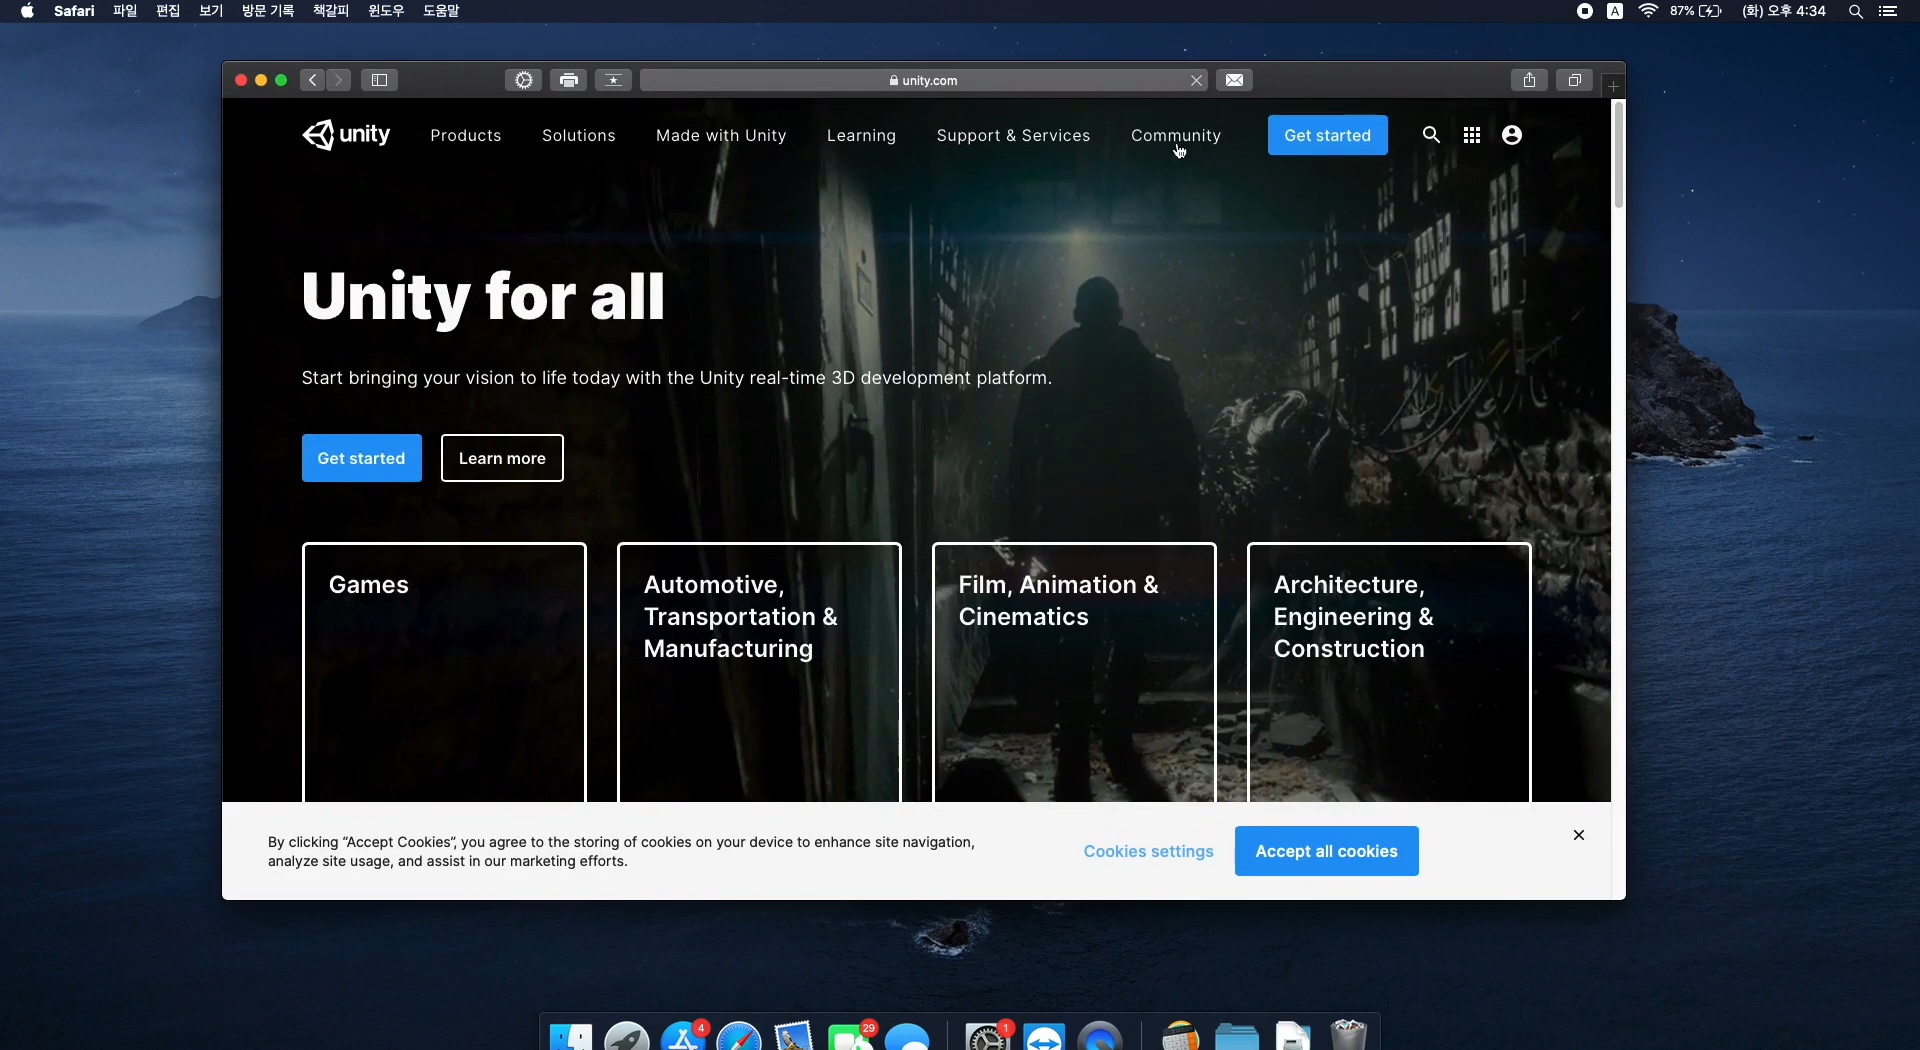 Safari 파일 편집 보기 방문 기록 책갈피 윈도우 도움말 A 87% (화) 오후 4:34
unity.com
unity Products Solutions Made with Unity Learning Support & Services Community Get started
Unity for all
Start bringing your vision to life today with the Unity real-time 3D development platform.
Get started Learn more
Games
Automotive,
Transportation &
Manufacturing
Film, Animation &
Cinematics
Architecture,
Engineering &
Construction
By clicking “Accept Cookies”, you agree to the storing of cookies on your device to enhance site navigation,
analyze site usage, and assist in our marketing efforts.
Cookies settings Accept all cookies
4 29 1